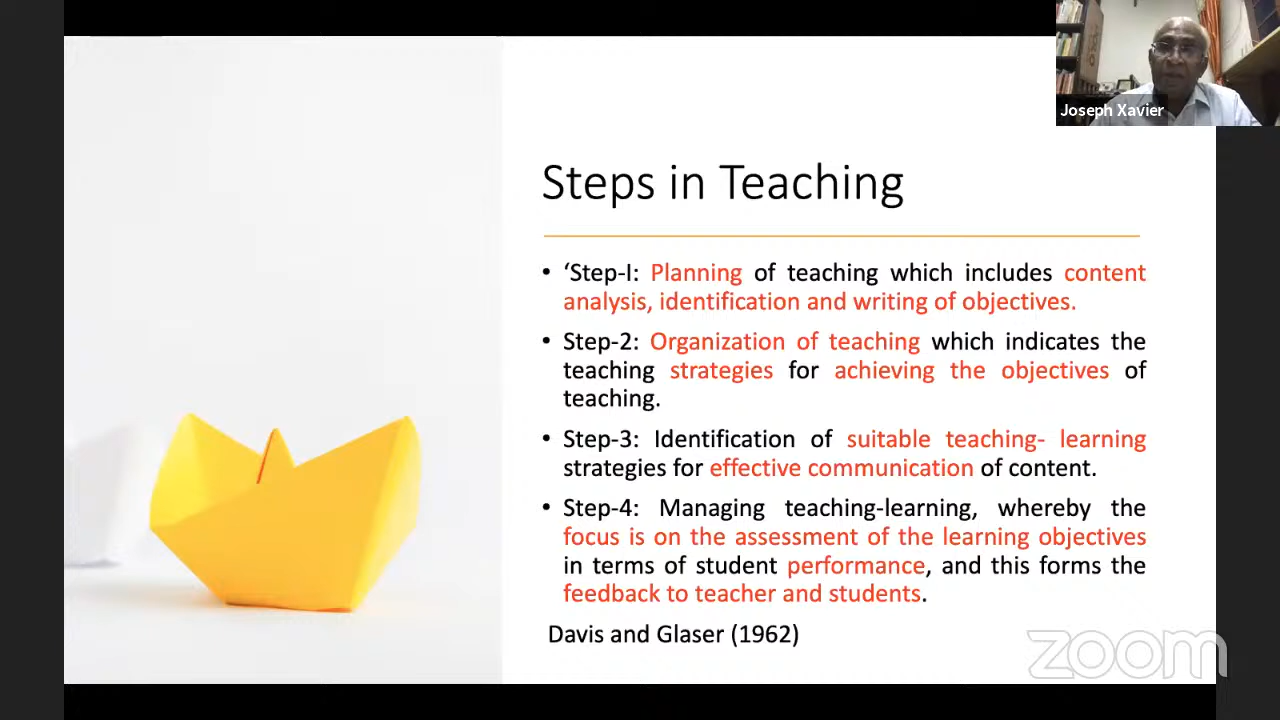 Joseph Xavier
Steps in Teaching
• ‘Step-I: Planning of teaching which includes content
analysis, identification and writing of objectives.
• Step-2: Organization of teaching which indicates the
teaching strategies for achieving the objectives of
teaching.
• Step-3: Identification of suitable teaching- learning
strategies for effective communication of content.
• Step-4: Managing teaching-learning, whereby the
focus is on the assessment of the learning objectives
in terms of student performance, and this forms the
feedback to teacher and students.
Davis and Glaser (1962)
zoom